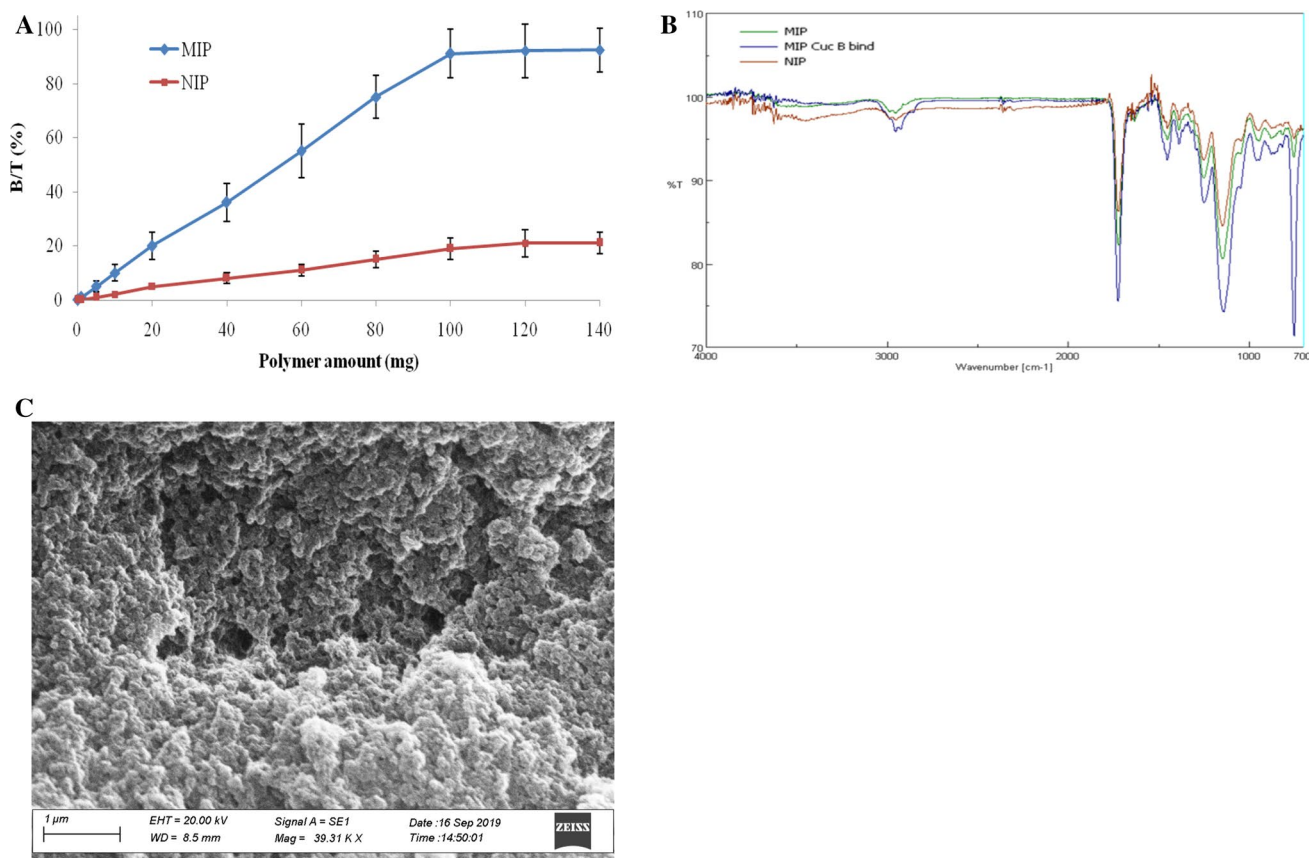 A
B/T (%)
100
80
60
40
20
0
MIP
NIP
0 20 40 60 80 100 120 140
Polymer amount (mg)
B
110
100
90
80
70
%T
MIP
MIP Cuc B bind
NIP
4000 3000 2000 1000 700
Wavenumber [cm-1]
C
1 µm
EHT = 20.00 kV Signal A = SE1 Date :16 Sep 2019
WD = 8.5 mm Mag = 39.31 K X Time :14:50:01
ZEISS